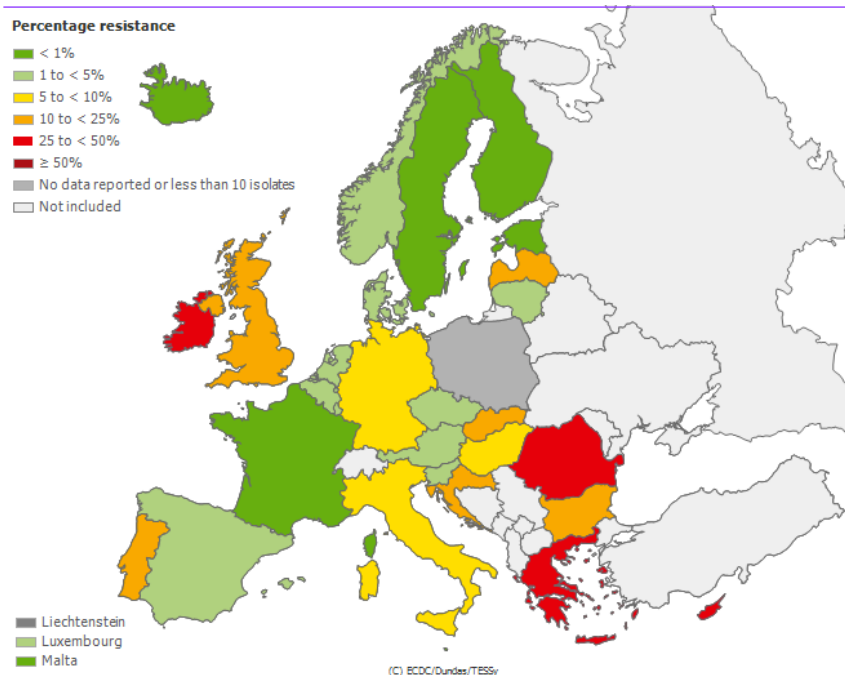 Percentage resistance
< 1%
1 to < 5%
5 to < 10%
10 to < 25%
25 to < 50%
≥ 50%
No data reported or less than 10 isolates
Not included
Liechtenstein
Luxembourg
Malta
(C) ECDC/Dundas/TESSy